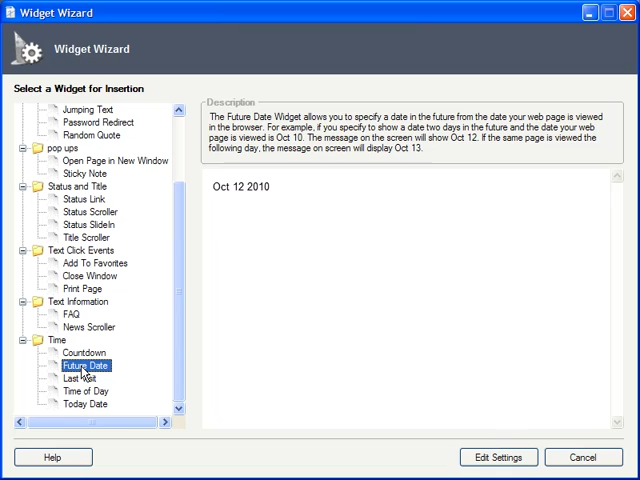 Widget Wizard
Widget Wizard
Select a Widget for Insertion
Jumping Text
Password Redirect
Random Quote
pop ups
Open Page in New Window
Sticky Note
Status and Title
Status Link
Status Scroller
Status SlideIn
Title Scroller
Text Click Events
Add To Favorites
Close Window
Print Page
Text Information
FAQ
News Scroller
Time
Countdown
Future Date
Last Visit
Time of Day
Today Date
Description
The Future Date Widget allows you to specify a date in the future from the date your web page is viewed
in the browser. For example, if you specify to show a date two days in the future and the date your web
page is viewed is Oct 10. The message on the screen will show Oct 12. If the same page is viewed the
following day, the message on screen will display Oct 13.
Oct 12 2010
Help
Edit Settings
Cancel